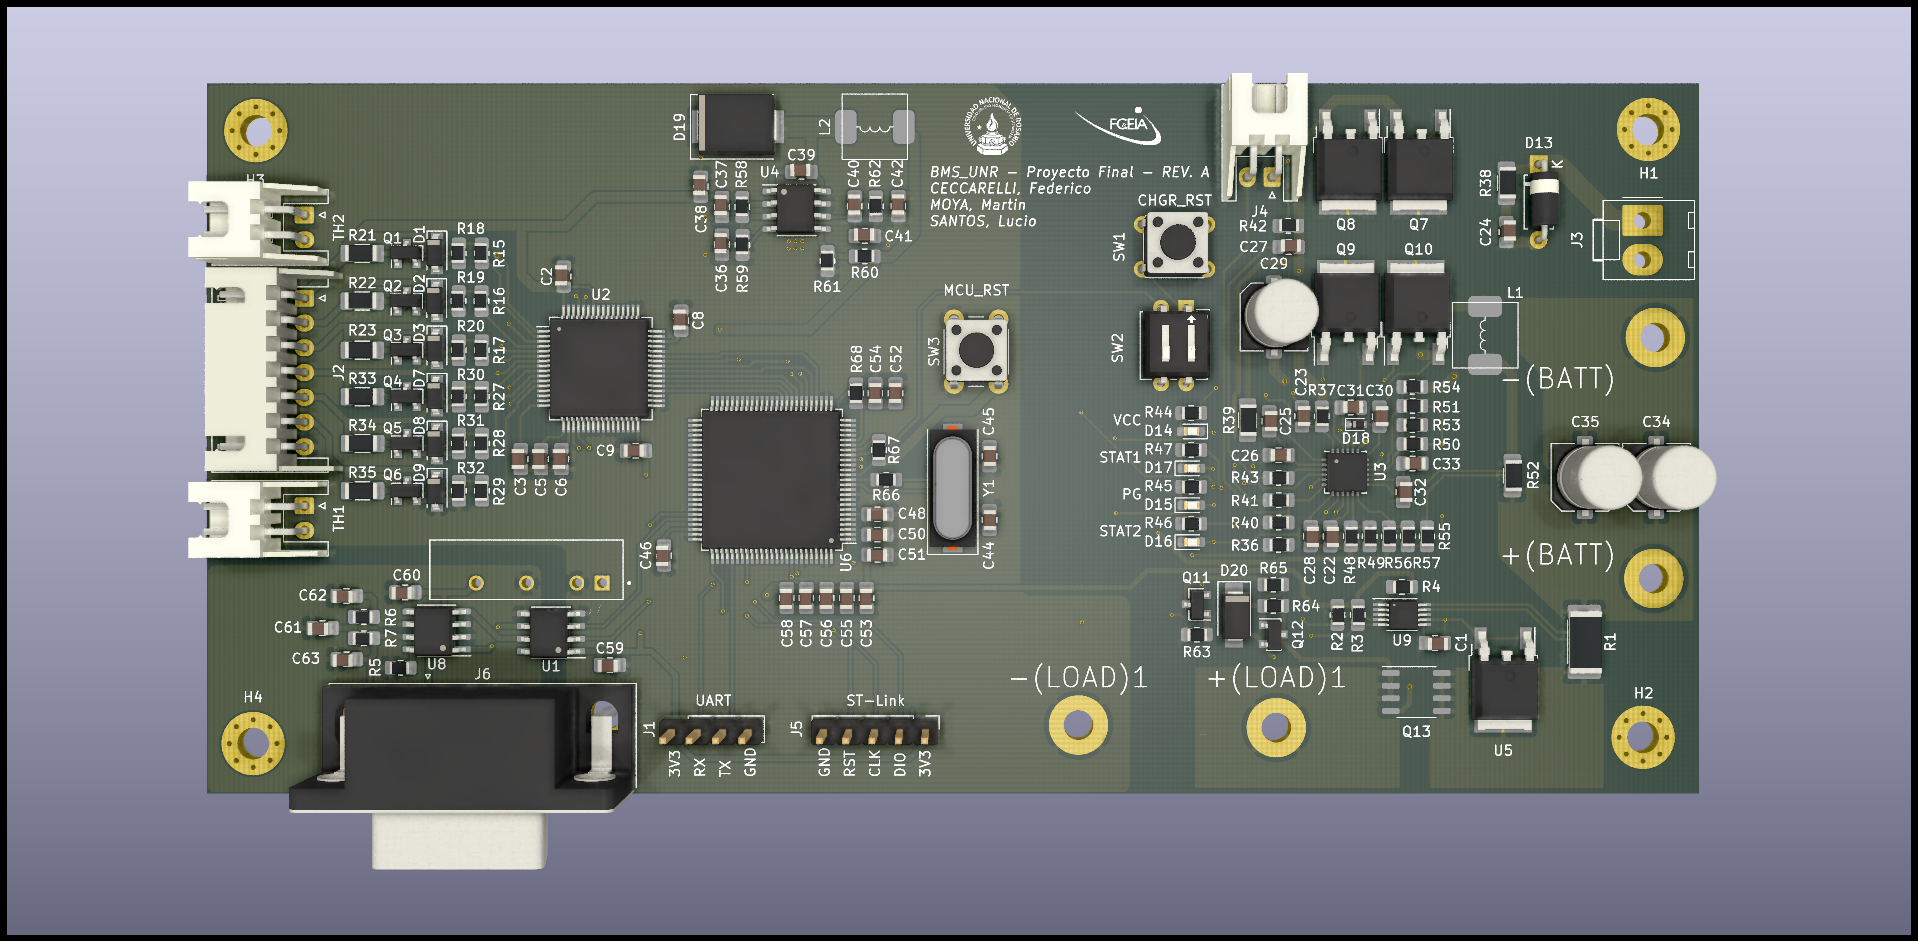 UNIVERSIDAD NACIONAL DE ROSARIO
FC&EIA
BMS_UNR - Proyecto Final - REV. A
CECCARELLI, Federico
MOYA, Martin
SANTOS, Lucio
D19
L2
C39
U4
C37
R58
C40
R62
C42
C38
C41
C36
R59
R61
R60
H3
TH2
R21
Q1
D1
R18
R15
R22
Q2
D2
R19
R16
R23
Q3
D3
R20
R17
J2
R33
Q4
D7
R30
R27
R34
Q5
D8
R31
R28
R35
Q6
D9
R32
R29
TH1
C2
U2
C8
C9
C3
C5
C6
MCU_RST
SW3
R68
C54
C52
R67
R66
C48
C50
C51
U6
C45
Y1
C44
C46
C58
C57
C56
C55
C53
CHGR_RST
SW1
SW2
J4
R42
C27
C29
Q8
Q7
Q9
Q10
D13
K
R38
C24
H1
J3
L1
-(BATT)
C35
C34
R52
+(BATT)
VCC
R44
D14
STAT1
R47
D17
PG
R45
D15
STAT2
R46
D16
R39
C25
C23
R37
C31
C30
D18
R54
R51
R53
R50
C33
C32
U3
C26
R43
R41
R40
R36
C28
C22
R48
R49
R56
R57
R55
Q11
D20
R65
R64
Q12
R63
R2
R3
R4
U9
C1
R1
U5
Q13
H2
-(LOAD)1
+(LOAD)1
C62
C60
C61
R6
R7
C63
R5
U8
U1
C59
J6
H4
UART
J1
3V3
RX
TX
GND
ST-Link
J5
GND
RST
CLK
DIO
3V3